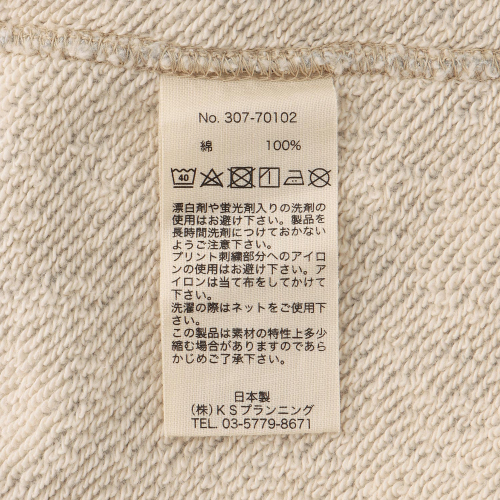 No. 307-70102
綿 100%
40
漂白剤や蛍光剤入りの洗剤の
使用はお避け下さい。製品を
長時間洗剤につけておかない
ようご注意下さい。
プリント刺繍部分へのアイロ
ンの使用はお避け下さい。ア
イロンは当て布をしてかけて
下さい。
洗濯の際はネットをご使用下
さい。
この製品は素材の特性上多少
縮む場合がありますのであら
かじめご了承下さい。
日本製
(株)KSプランニング
TEL. 03-5779-8671